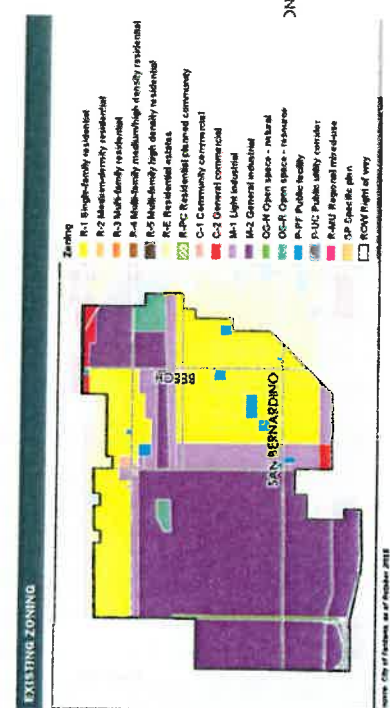 EXISTING ZONING
Zoning
R-1 Single-family residential
R-2 Medium-density residential
R-3 Multi-family residential
R-4 Multi-family medium/high density residential
R-5 Multi-family high density residential
R-E Residential estates
R-PC Residential planned community
C-1 Community commercial
C-2 General commercial
M-1 Light industrial
M-2 General industrial
OS-N Open space - natural
OS-R Open space - resource
P-PF Public facility
P-UC Public utility corridor
R-MU Regional mixed-use
SP Specific plan
ROW Right of way
SAN BERNARDINO
Source: City of Fontana, as of October 2015